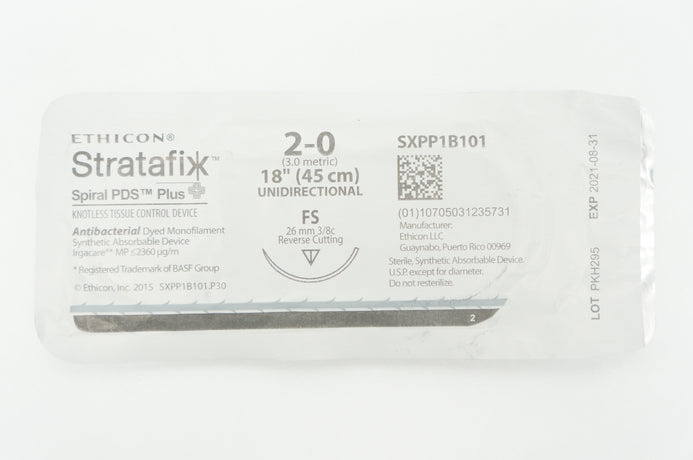 ETHICON®
Stratafix™
Spiral PDS™ Plus
KNOTLESS TISSUE CONTROL DEVICE
Antibacterial Dyed Monofilament
Synthetic Absorbable Device
Irgacare®* MP ≤2360 μg/m
* Registered Trademark of BASF Group
© Ethicon, Inc. 2015 SXPP1B101.P30
2-0
(3.0 metric)
18" (45 cm)
UNIDIRECTIONAL
FS
26 mm 3/8c
Reverse Cutting
SXPP1B101
(01)10705031235731
Manufacturer:
Ethicon LLC
Guaynabo, Puerto Rico 00969
Sterile, Synthetic Absorbable Device.
U.S.P. except for diameter.
Do not resterilize.
2
LOT PKH295 EXP 2021-08-31